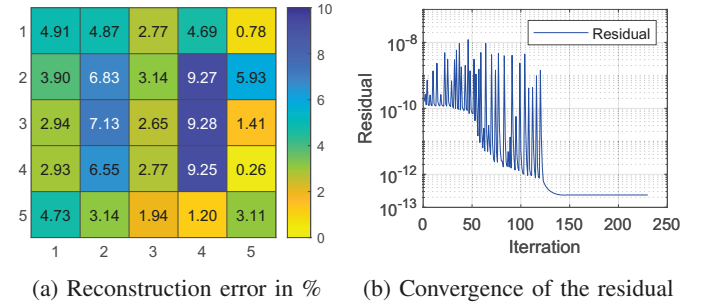 1 4.91 4.87 2.77 4.69 0.78
2 3.90 6.83 3.14 9.27 5.93
3 2.94 7.13 2.65 9.28 1.41
4 2.93 6.55 2.77 9.25 0.26
5 4.73 3.14 1.94 1.20 3.11
1 2 3 4 5
10
8
6
4
2
0
Residual
10^-8
10^-10
10^-12
10^-13
Residual
0 50 100 150 200 250
Iterration
(a) Reconstruction error in %
(b) Convergence of the residual